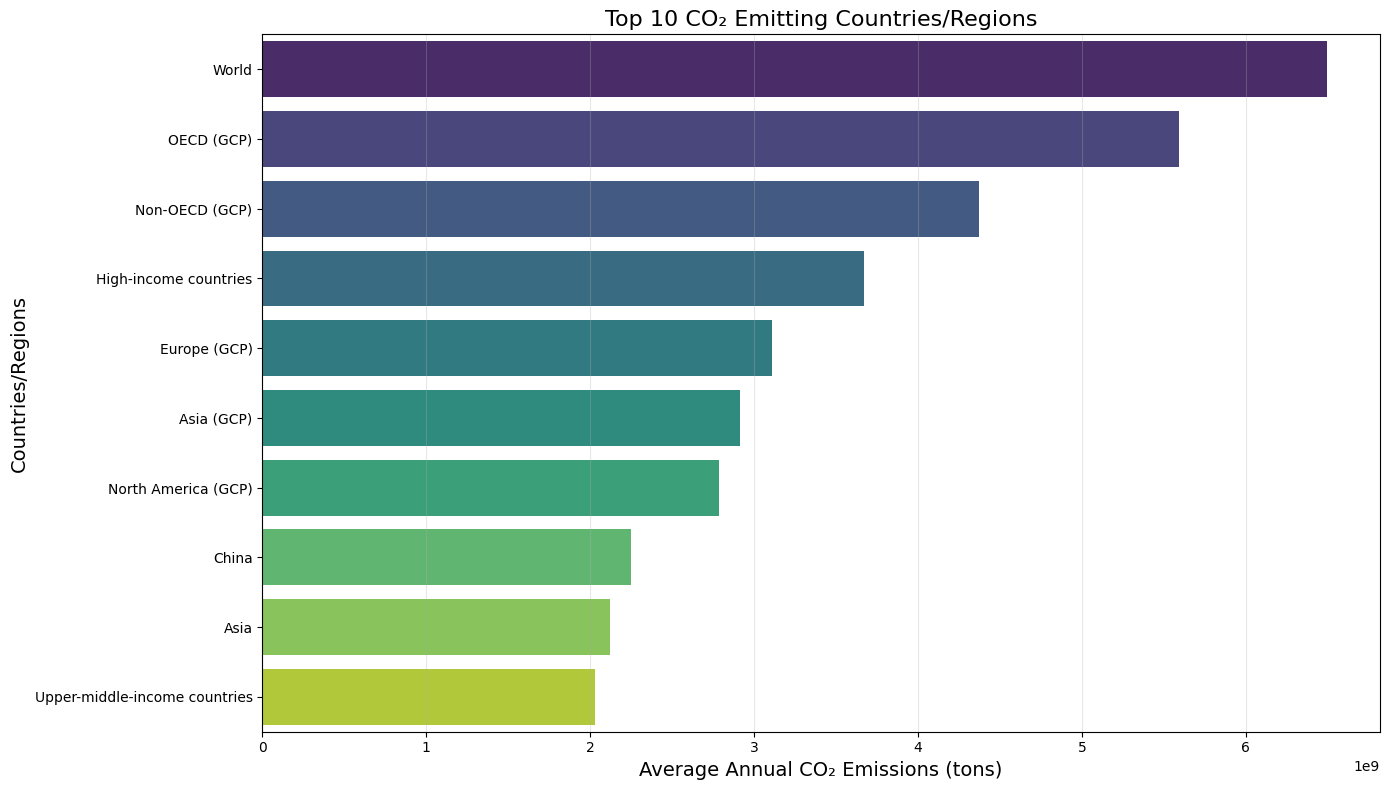 Top 10 CO₂ Emitting Countries/Regions
Countries/Regions
World
OECD (GCP)
Non-OECD (GCP)
High-income countries
Europe (GCP)
Asia (GCP)
North America (GCP)
China
Asia
Upper-middle-income countries
0 1 2 3 4 5 6
1e9
Average Annual CO₂ Emissions (tons)